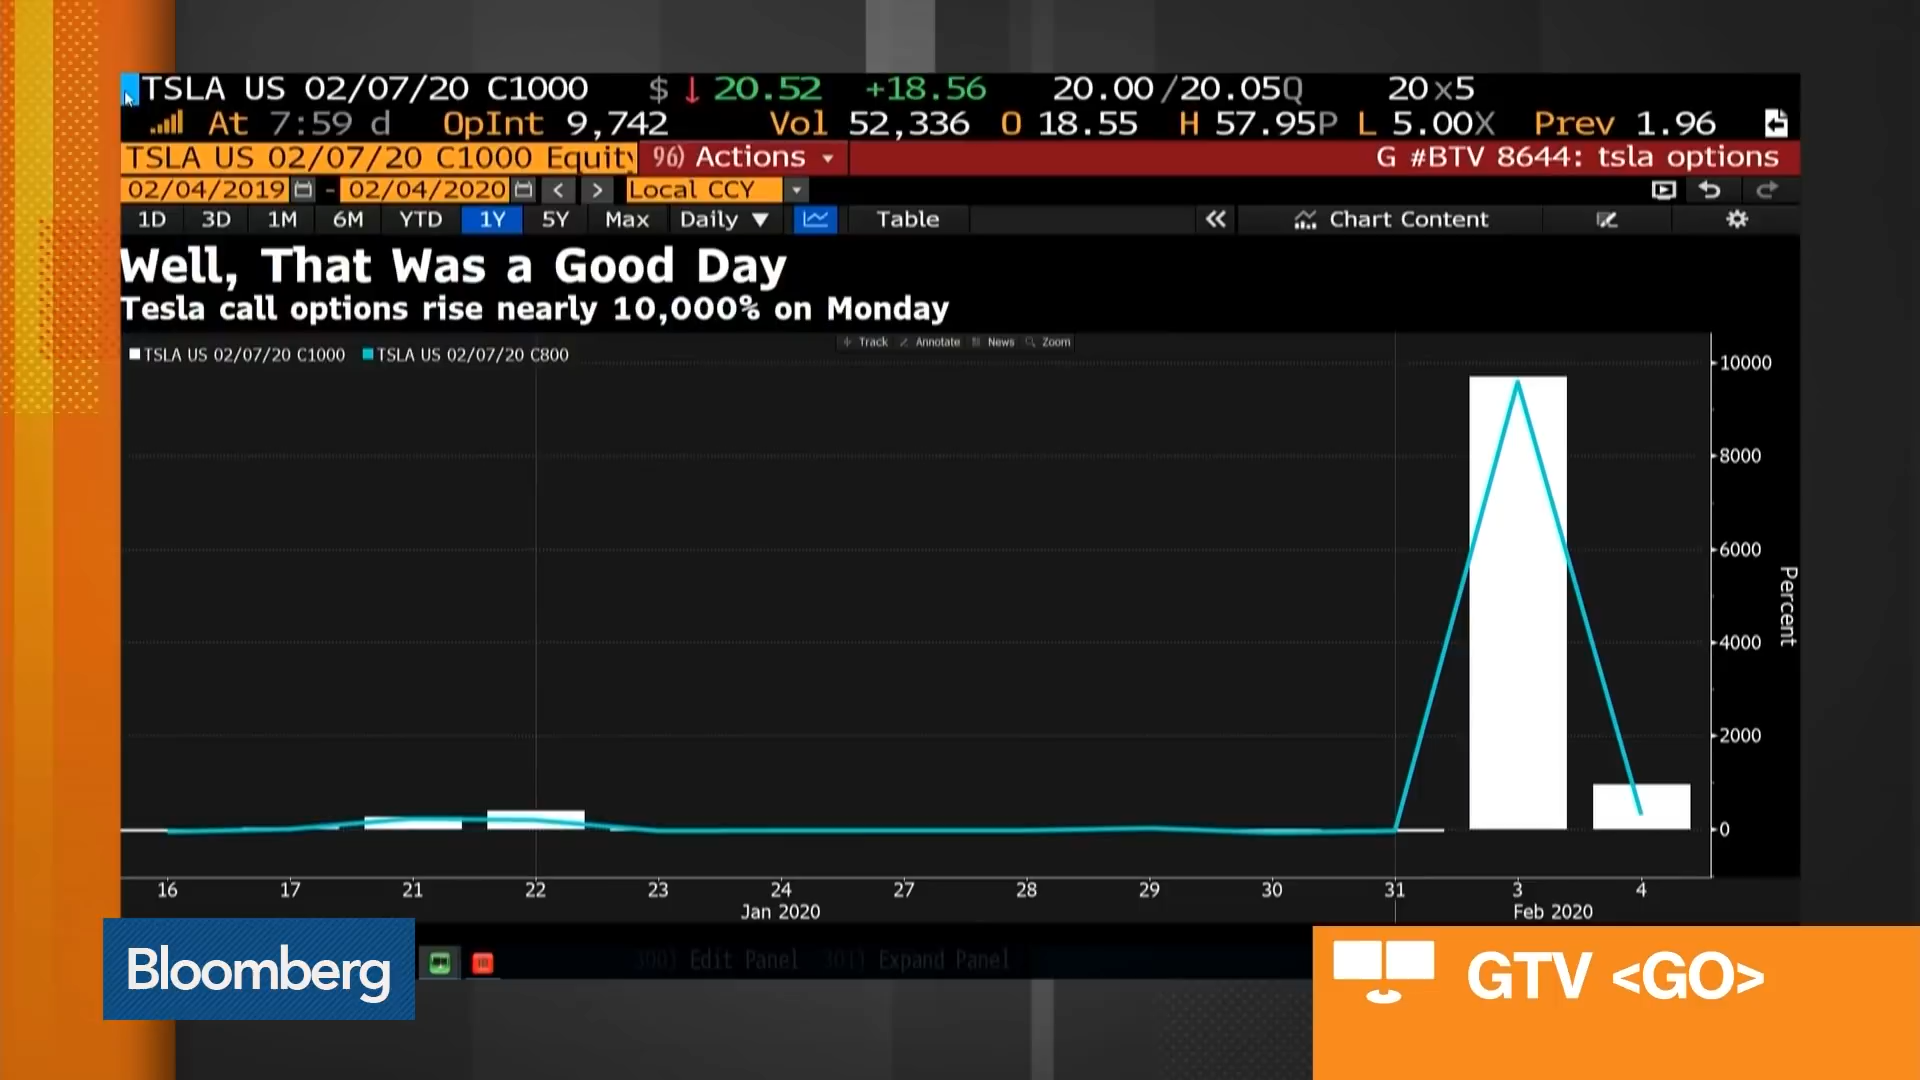 TSLA US 02/07/20 C1000 $ ↓ 20.52 +18.56 20.00/20.05Q 20x5
At 7:59 d OpInt 9,742 Vol 52,336 O 18.55 H 57.95P L 5.00X Prev 1.96
TSLA US 02/07/20 C1000 Equity 96) Actions G #BTV 8644: tsla options
02/04/2019 - 02/04/2020 < > Local CCY
1D 3D 1M 6M YTD 1Y 5Y Max Daily ▼ Table « Chart Content
Well, That Was a Good Day
Tesla call options rise nearly 10,000% on Monday
Track Annotate News Zoom
TSLA US 02/07/20 C1000 TSLA US 02/07/20 C800
10000
8000
6000
4000
2000
0
Percent
16 17 21 22 23 24 27 28 29 30 31 3 4
Jan 2020 Feb 2020
300) Edit Panel 301) Expand Panel
Bloomberg
GTV <GO>